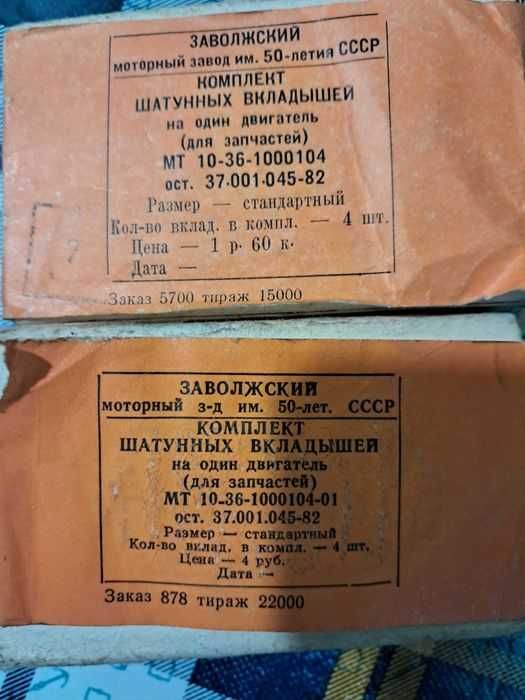 ЗАВОЛЖСКИЙ
моторный завод им. 50-летия СССР
КОМПЛЕКТ
ШАТУННЫХ ВКЛАДЫШЕЙ
на один двигатель
(для запчастей)
МТ 10-36-1000104
ост. 37.001.045-82
Размер — стандартный
Кол-во вклад. в компл. — 4 шт.
Цена — 1 р. 60 к.
Дата —
Заказ 5700 тираж 15000
ЗАВОЛЖСКИЙ
моторный з-д им. 50-лет. СССР
КОМПЛЕКТ
ШАТУННЫХ ВКЛАДЫШЕЙ
на один двигатель
(для запчастей)
МТ 10-36-1000104-01
ост. 37.001.045-82
Размер — стандартный
Кол-во вклад. в компл. — 4 шт.
Цена — 4 руб.
Дата —
Заказ 878 тираж 22000